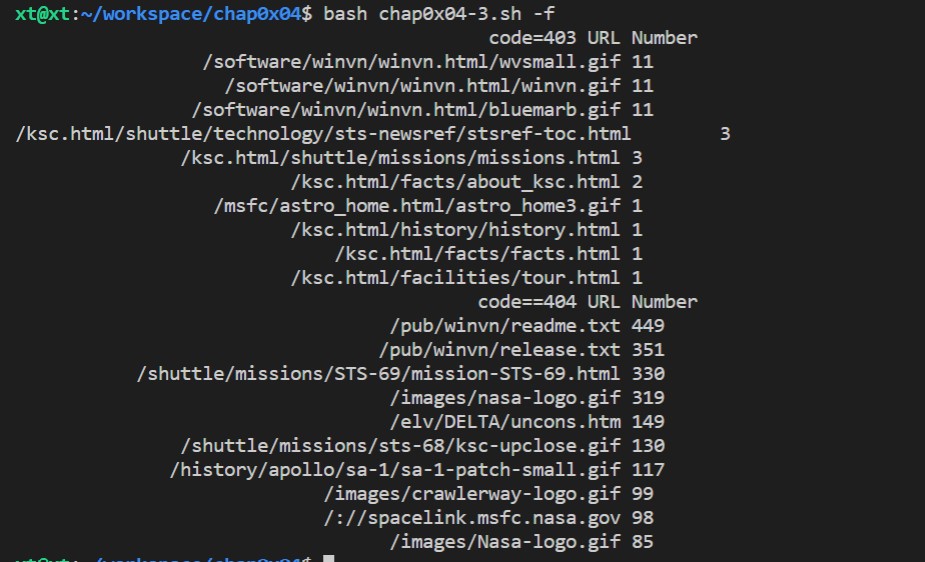 xt@xt:~/workspace/chap0x04$ bash chap0x04-3.sh -f
code=403 URL Number
/software/winvn/winvn.html/wvsmall.gif 11
/software/winvn/winvn.html/winvn.gif 11
/software/winvn/winvn.html/bluemarb.gif 11
/ksc.html/shuttle/technology/sts-newsref/stsref-toc.html 3
/ksc.html/shuttle/missions/missions.html 3
/ksc.html/facts/about_ksc.html 2
/msfc/astro_home.html/astro_home3.gif 1
/ksc.html/history/history.html 1
/ksc.html/facts/facts.html 1
/ksc.html/facilities/tour.html 1
code==404 URL Number
/pub/winvn/readme.txt 449
/pub/winvn/release.txt 351
/shuttle/missions/STS-69/mission-STS-69.html 330
/images/nasa-logo.gif 319
/elv/DELTA/uncons.htm 149
/shuttle/missions/sts-68/ksc-upclose.gif 130
/history/apollo/sa-1/sa-1-patch-small.gif 117
/images/crawlerway-logo.gif 99
/://spacelink.msfc.nasa.gov 98
/images/Nasa-logo.gif 85
xt@xt:~/workspace/chap0x04$